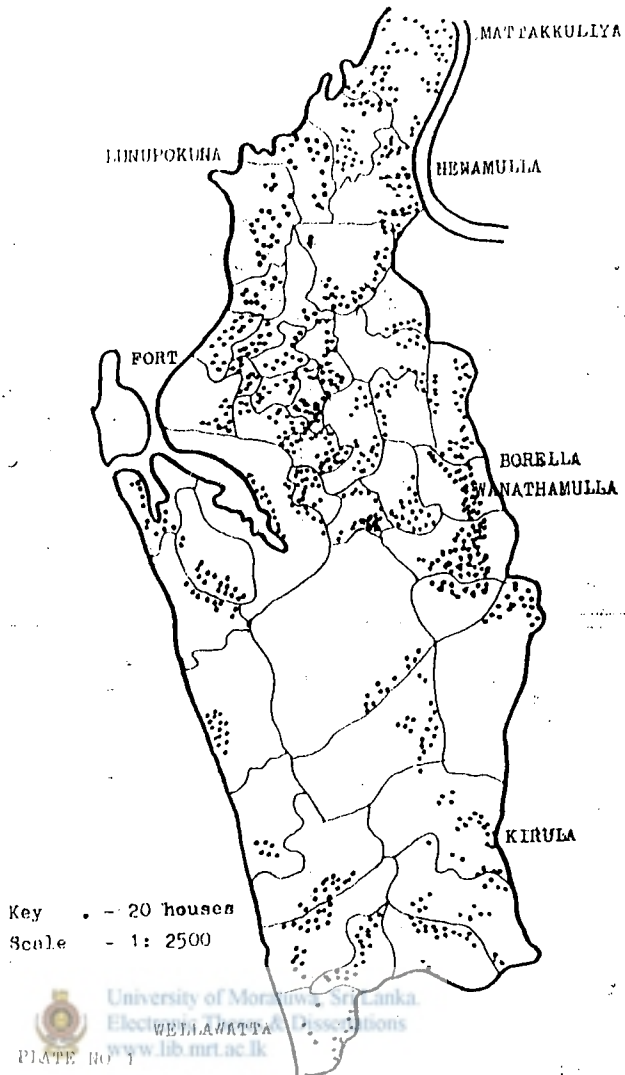 MATTAKKULIYA
LUNUPOKUNA
HENAMULLA
FORT
BORELLA
WANATHAMULLA
KIRULA
Key . - 20 houses
Scale - 1: 2500
University of Moratuwa, Sri Lanka.
Electronic Theses & Dissertations
WELLAWATTA
www.lib.mrt.ac.lk
PLATE NO 1